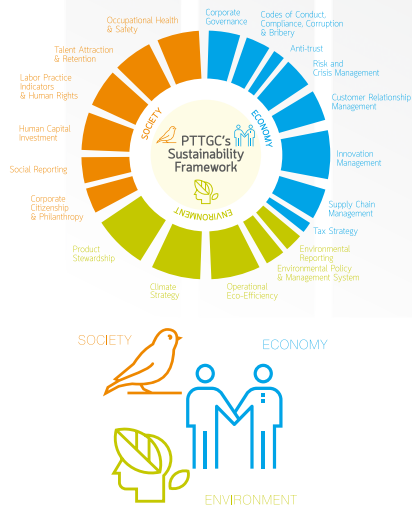 Occupational Health
& Safety
Corporate
Governance
Codes of Conduct,
Compliance, Corruption
& Bribery
Anti-trust
Risk and
Crisis Management
Customer Relationship
Management
Innovation
Management
Supply Chain
Management
Tax Strategy
Environmental
Reporting
Environmental Policy
& Management System
Operational
Eco-Efficiency
Climate
Strategy
Product
Stewardship
Corporate
Citizenship
& Philanthropy
Social Reporting
Human Capital
Investment
Labor Practice
Indicators
& Human Rights
Talent Attraction
& Retention
SOCIETY
ECONOMY
ENVIRONMENT
PTTGC's
Sustainability
Framework
SOCIETY
ECONOMY
ENVIRONMENT